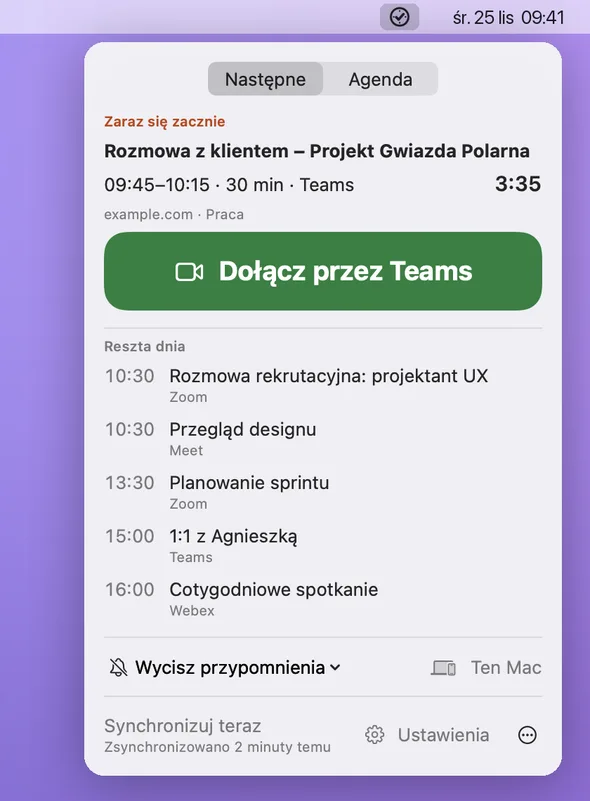 śr. 25 lis 09:41
Następne Agenda
Zaraz się zacznie
Rozmowa z klientem – Projekt Gwiazda Polarna
09:45–10:15 · 30 min · Teams 3:35
example.com · Praca
Dołącz przez Teams
Reszta dnia
10:30 Rozmowa rekrutacyjna: projektant UX
Zoom
10:30 Przegląd designu
Meet
13:30 Planowanie sprintu
Zoom
15:00 1:1 z Agnieszką
Teams
16:00 Cotygodniowe spotkanie
Webex
Wycisz przypomnienia Ten Mac
Synchronizuj teraz
Zsynchronizowano 2 minuty temu
Ustawienia